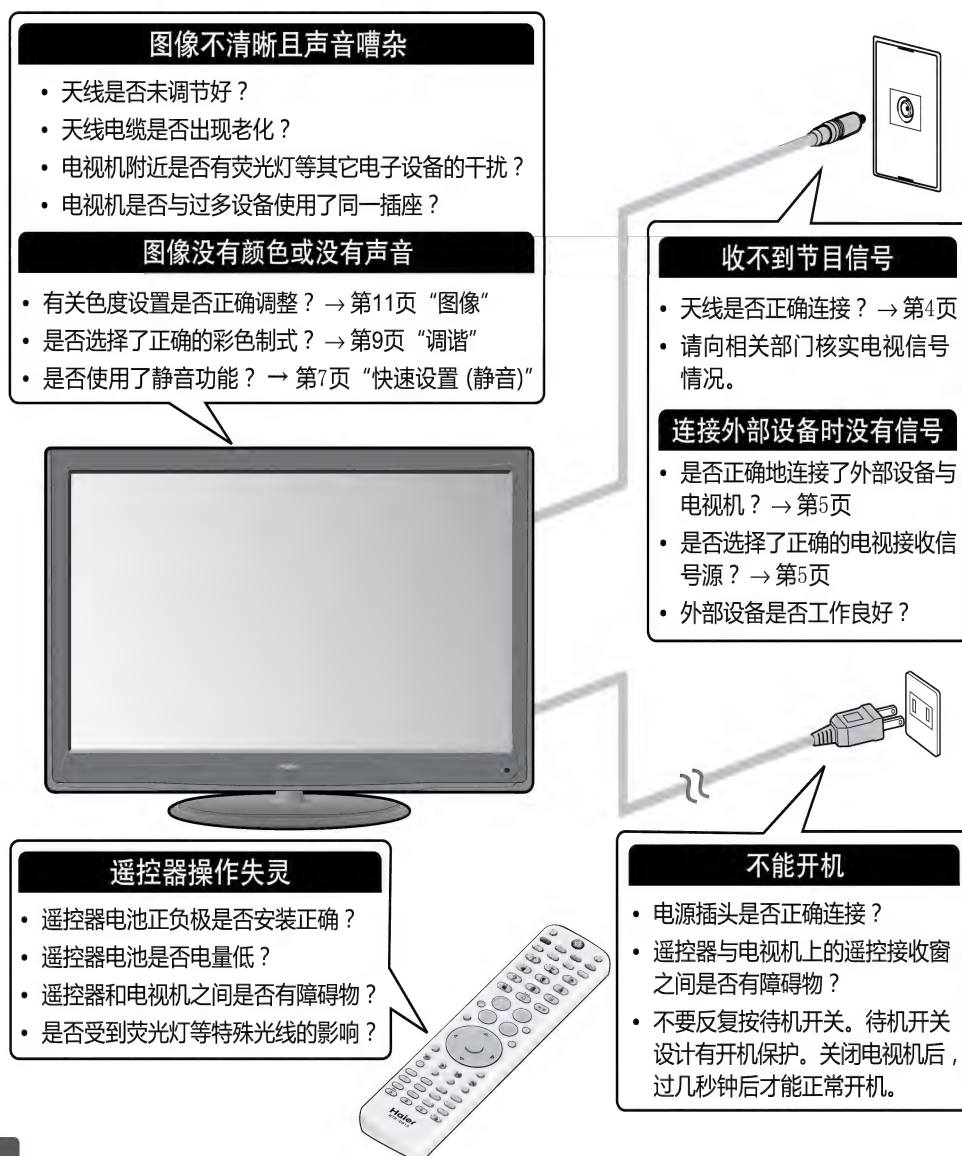 图像不清晰且声音嘈杂
• 天线是否未调节好？
• 天线电缆是否出现老化？
• 电视机附近是否有荧光灯等其它电子设备的干扰？
• 电视机是否与过多设备使用了同一插座？
图像没有颜色或没有声音
• 有关色度设置是否正确调整？→第11页“图像”
• 是否选择了正确的彩色制式？→第9页“调谐”
• 是否使用了静音功能？→ 第7页“快速设置 (静音)”
收不到节目信号
• 天线是否正确连接？→第4页
• 请向相关部门核实电视信号
情况。
连接外部设备时没有信号
• 是否正确地连接了外部设备与
电视机？→第5页
• 是否选择了正确的电视接收信
号源？→第5页
• 外部设备是否工作良好？
遥控器操作失灵
• 遥控器电池正负极是否安装正确？
• 遥控器电池是否电量低？
• 遥控器和电视机之间是否有障碍物？
• 是否受到荧光灯等特殊光线的影响？
Haier
不能开机
• 电源插头是否正确连接？
• 遥控器与电视机上的遥控接收窗
之间是否有障碍物？
• 不要反复按待机开关。待机开关
设计有开机保护。关闭电视机后，
过几秒钟后才能正常开机。